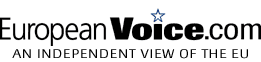 EuropeanVoice.com
AN INDEPENDENT VIEW OF THE EU